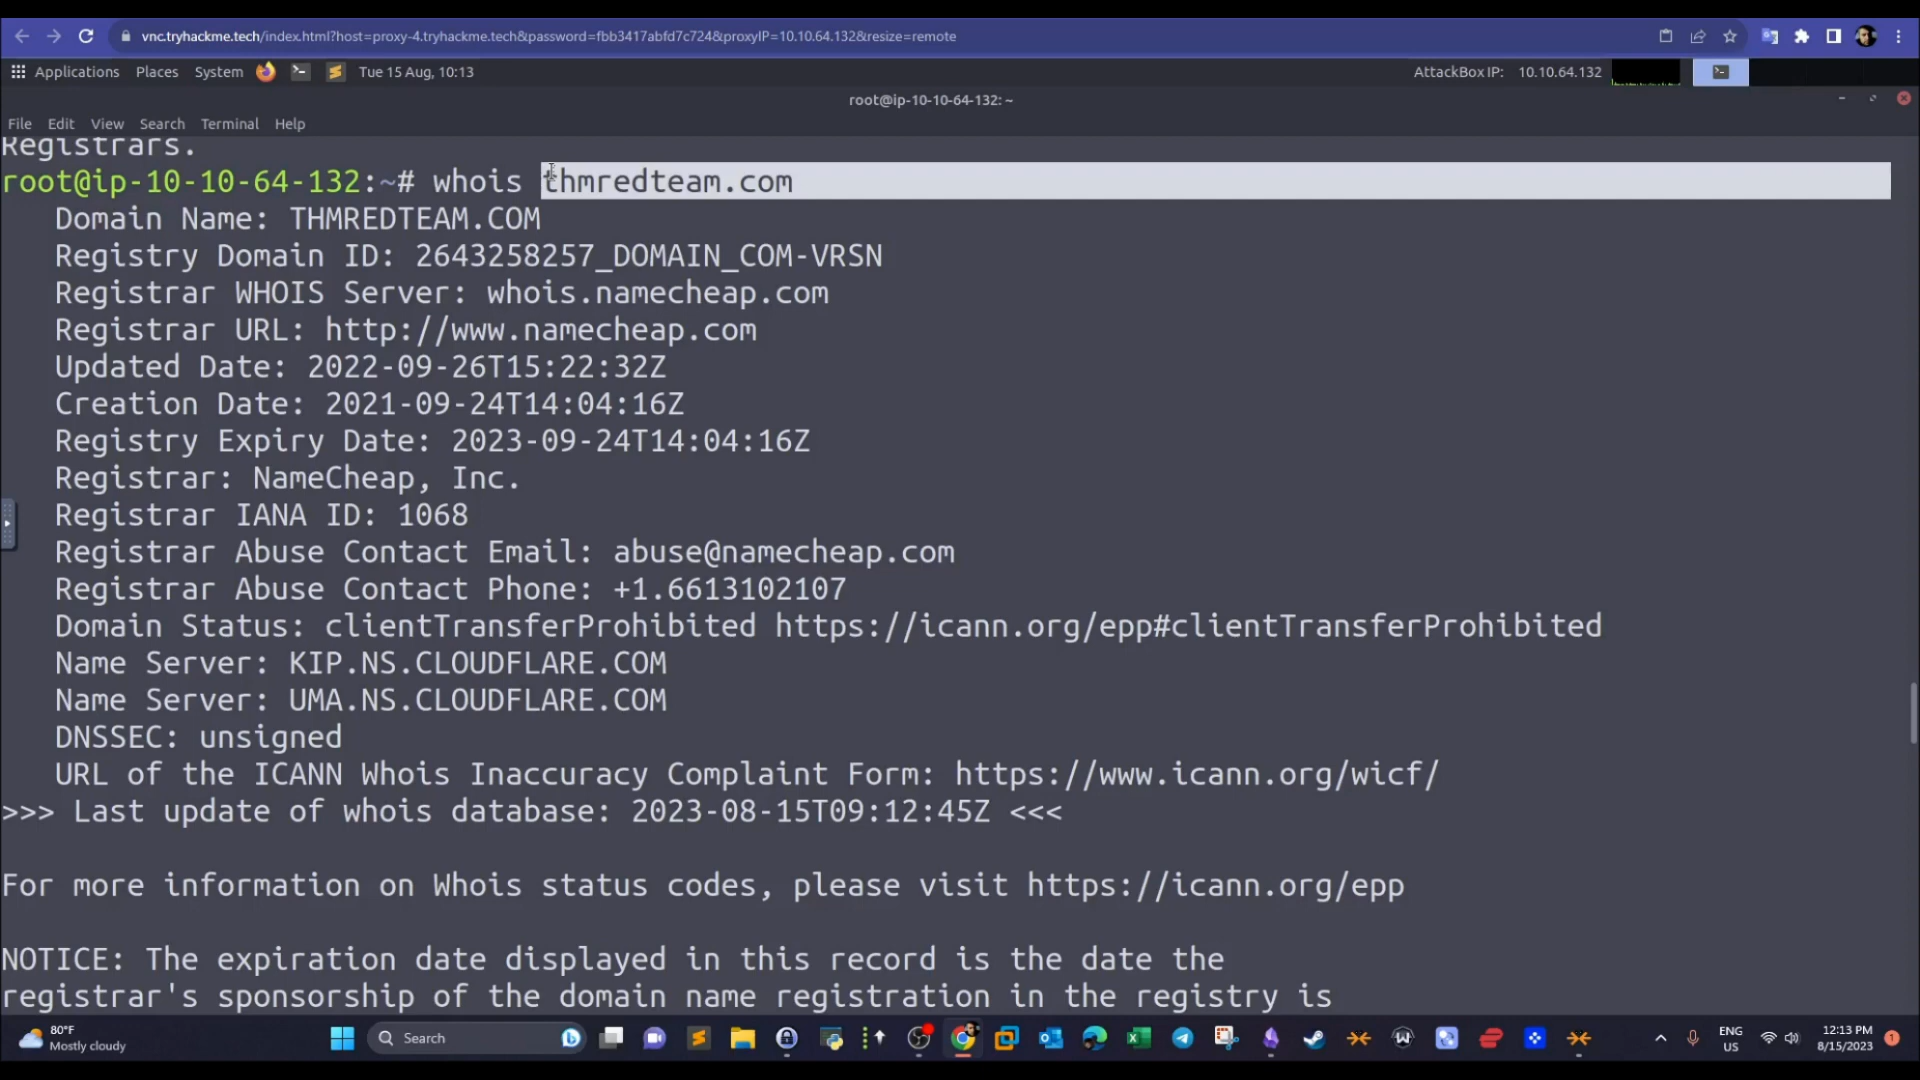 vnc.tryhackme.tech/index.html?host=proxy-4.tryhackme.tech&password=fbb3417abfd7c724&proxyIP=10.10.64.132&resize=remote
Applications Places System Tue 15 Aug, 10:13 AttackBox IP: 10.10.64.132
root@ip-10-10-64-132: ~
File Edit View Search Terminal Help
Registrars.
root@ip-10-10-64-132:~# whois thmredteam.com
Domain Name: THMREDTEAM.COM
Registry Domain ID: 2643258257_DOMAIN_COM-VRSN
Registrar WHOIS Server: whois.namecheap.com
Registrar URL: http://www.namecheap.com
Updated Date: 2022-09-26T15:22:32Z
Creation Date: 2021-09-24T14:04:16Z
Registry Expiry Date: 2023-09-24T14:04:16Z
Registrar: NameCheap, Inc.
Registrar IANA ID: 1068
Registrar Abuse Contact Email: abuse@namecheap.com
Registrar Abuse Contact Phone: +1.6613102107
Domain Status: clientTransferProhibited https://icann.org/epp#clientTransferProhibited
Name Server: KIP.NS.CLOUDFLARE.COM
Name Server: UMA.NS.CLOUDFLARE.COM
DNSSEC: unsigned
URL of the ICANN Whois Inaccuracy Complaint Form: https://www.icann.org/wicf/
>>> Last update of whois database: 2023-08-15T09:12:45Z <<<
For more information on Whois status codes, please visit https://icann.org/epp
NOTICE: The expiration date displayed in this record is the date the
registrar's sponsorship of the domain name registration in the registry is
80°F
Mostly cloudy
Search
ENG
US
12:13 PM
8/15/2023
1